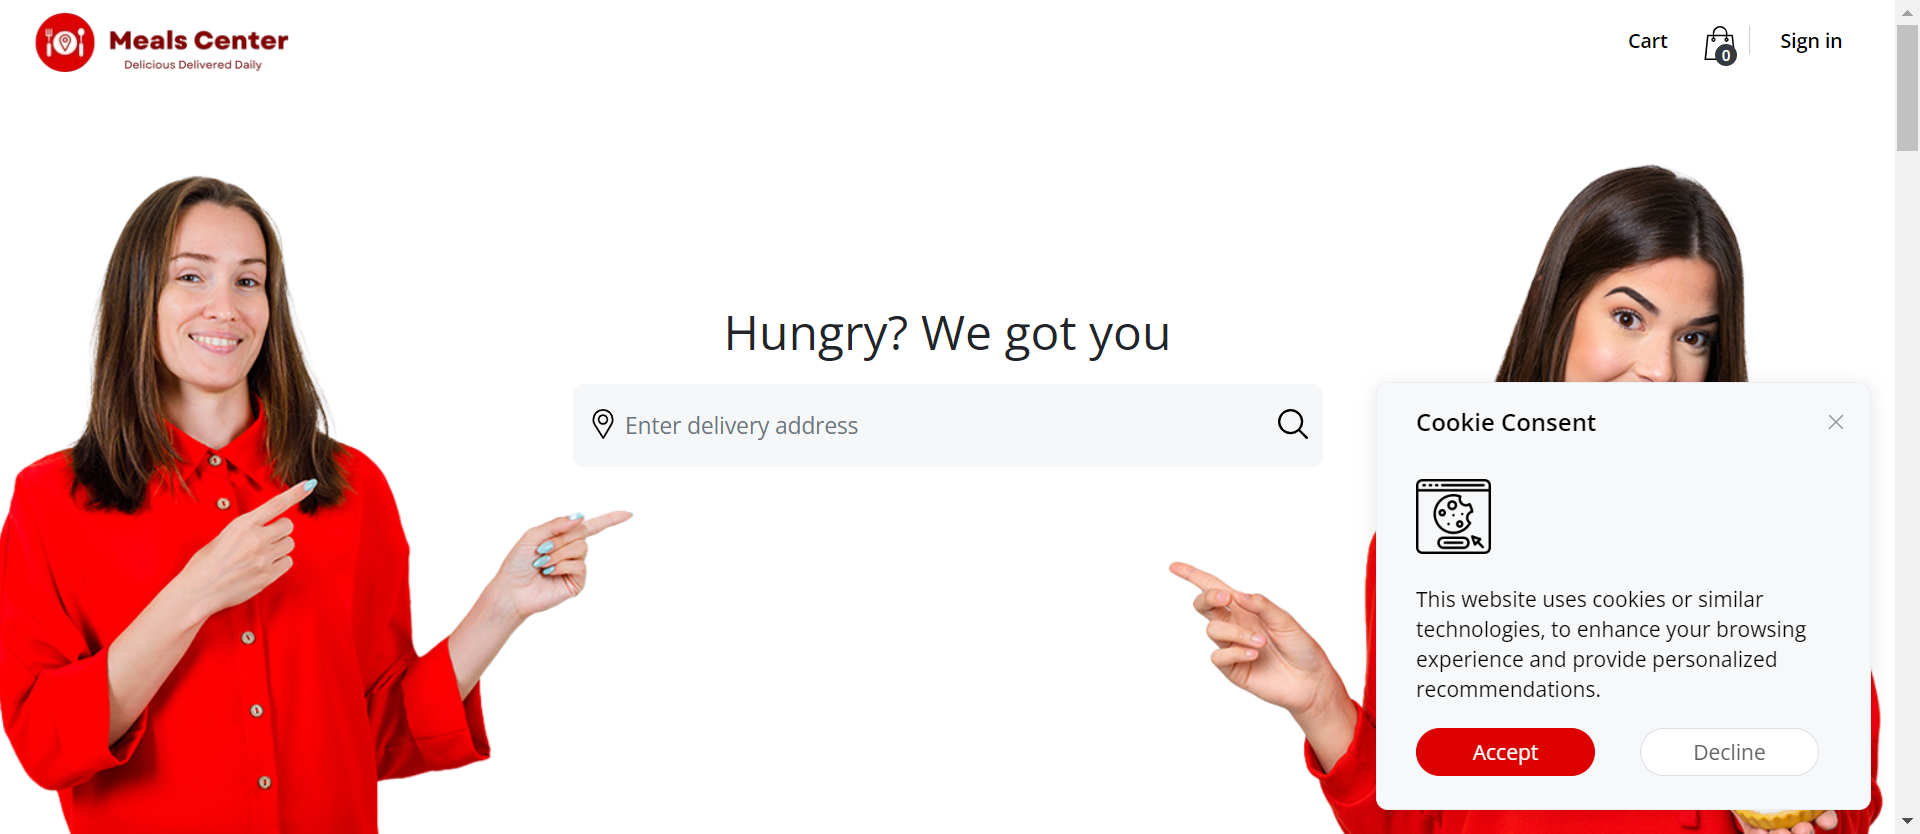 Meals Center
Delicious Delivered Daily
Cart
0
Sign in
Hungry? We got you
Enter delivery address
Cookie Consent
This website uses cookies or similar
technologies, to enhance your browsing
experience and provide personalized
recommendations.
Accept
Decline